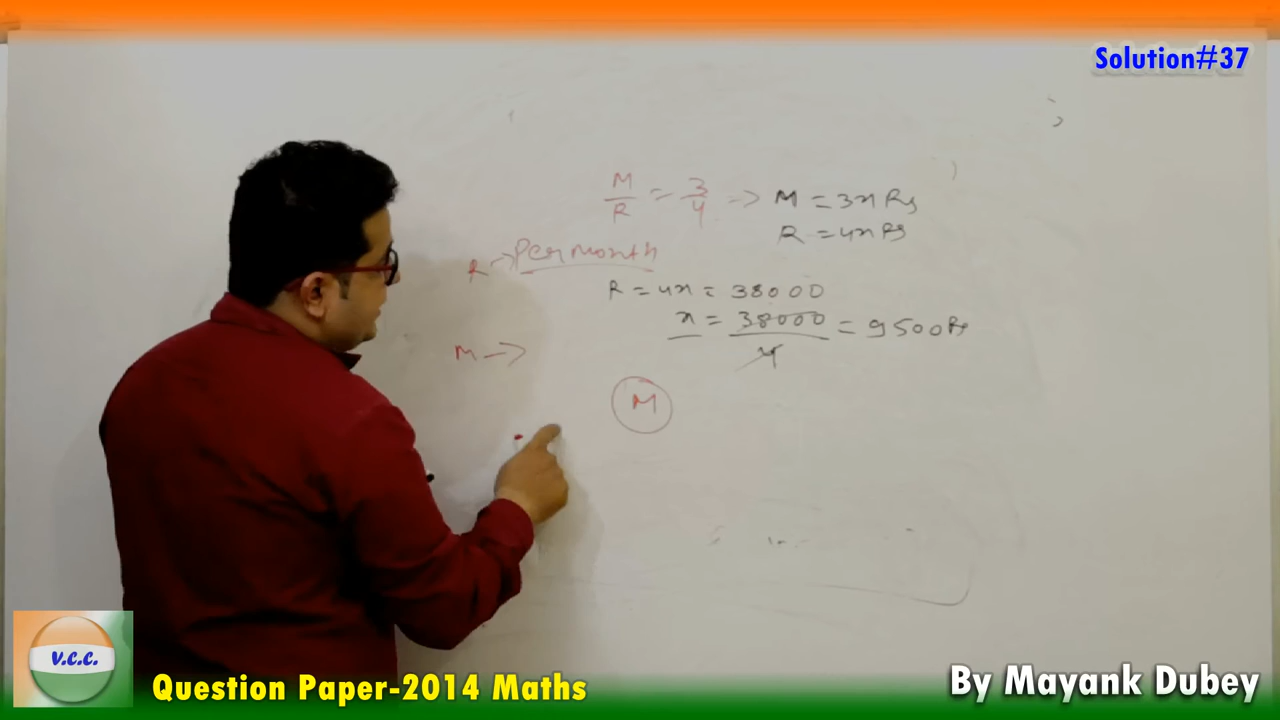 Solution#37
M/R = 3/4 -> M = 3x Rs
R = 4x Rs
R -> Per month
R = 4x = 38000
x = 38000/4 = 9500 Rs
M ->
M
V.C.C.
Question Paper-2014 Maths
By Mayank Dubey